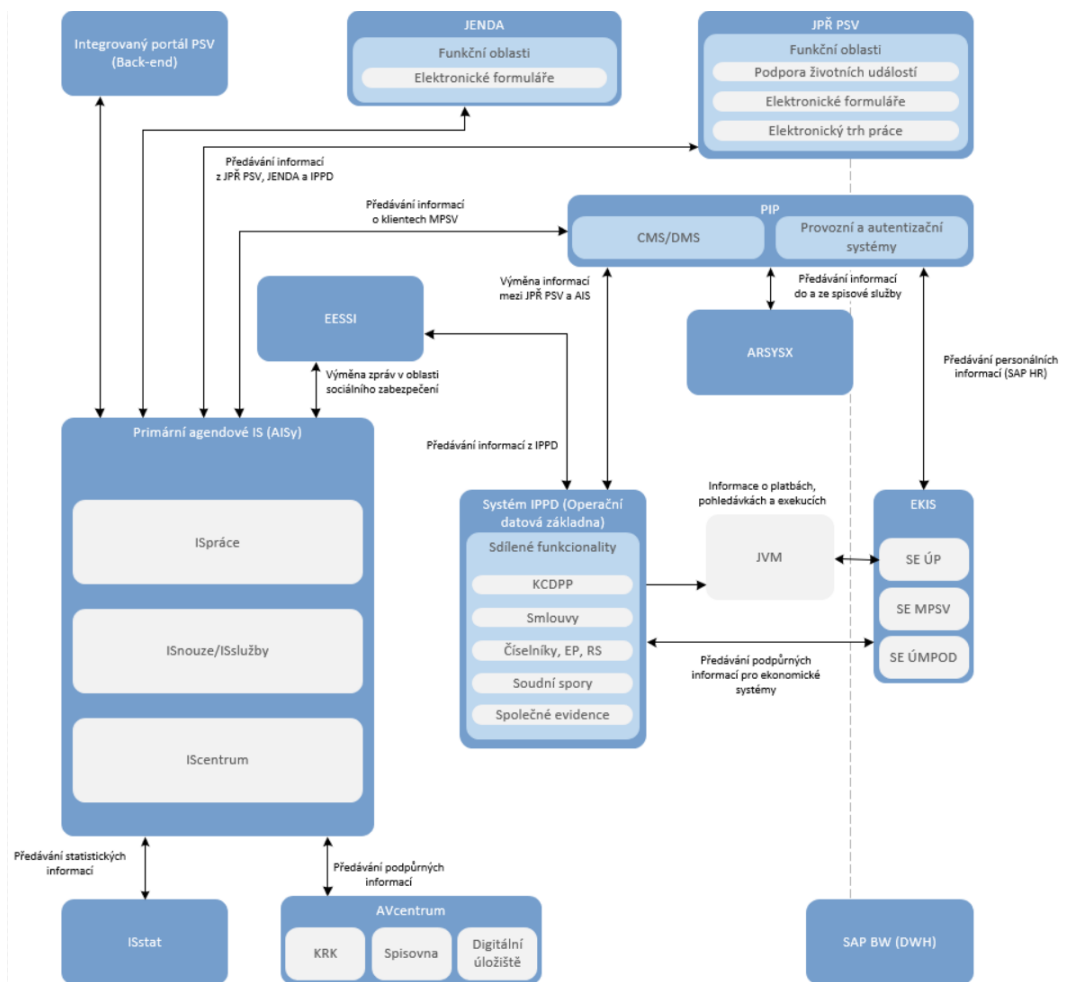 Integrovaný portál PSV
(Back-end)
JENDA
Funkční oblasti
Elektronické formuláře
JPŘ PSV
Funkční oblasti
Podpora životních událostí
Elektronické formuláře
Elektronický trh práce
Předávání informací
z JPŘ PSV, JENDA a IPPD
Předávání informací
o klientech MPSV
PIP
CMS/DMS
Provozní a autentizační
systémy
Výměna informací
mezi JPŘ PSV a AIS
Předávání informací
do a ze spisové služby
EESSI
ARSYSX
Předávání personálních
informací (SAP HR)
Výměna zpráv v oblasti
sociálního zabezpečení
Primární agendové IS (AISy)
ISpráce
ISnouze/ISslužby
IScentrum
Předávání informací z IPPD
Systém IPPD (Operační
datová základna)
Sdílené funkcionality
KCDPP
Smlouvy
Číselníky, EP, RS
Soudní spory
Společné evidence
Informace o platbách,
pohledávkách a exekucích
JVM
EKIS
SE ÚP
SE MPSV
SE ÚMPOD
Předávání podpůrných
informací pro ekonomické
systémy
Předávání statistických
informací
Předávání podpůrných
informací
ISstat
AVcentrum
KRK
Spisovna
Digitální
úložiště
SAP BW (DWH)